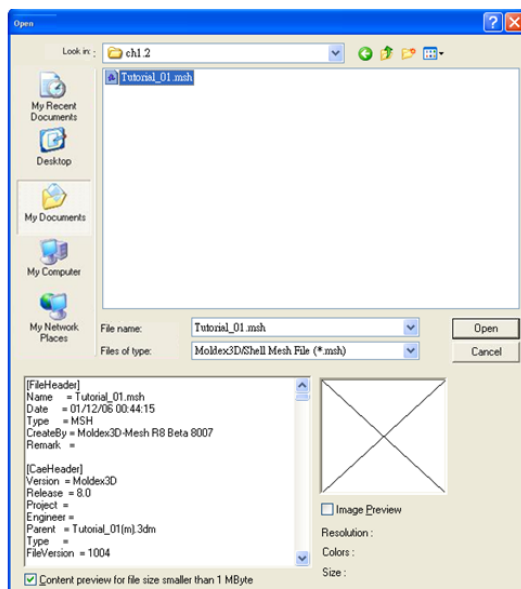 Open
Look in:
ch1.2
Tutorial_01.msh
My Recent
Documents
Desktop
My Documents
My Computer
My Network
Places
File name:
Tutorial_01.msh
Open
Files of type:
Moldex3D/Shell Mesh File (*.msh)
Cancel
[FileHeader]
Name = Tutorial_01.msh
Date = 01/12/06 00:44:15
Type = MSH
CreateBy = Moldex3D-Mesh R8 Beta 8007
Remark =
[CaeHeader]
Version = Moldex3D
Release = 8.0
Project =
Engineer =
Parent = Tutorial_01(m).3dm
Type =
FileVersion = 1004
Image Preview
Resolution :
Colors :
Size :
Content preview for file size smaller than 1 MByte